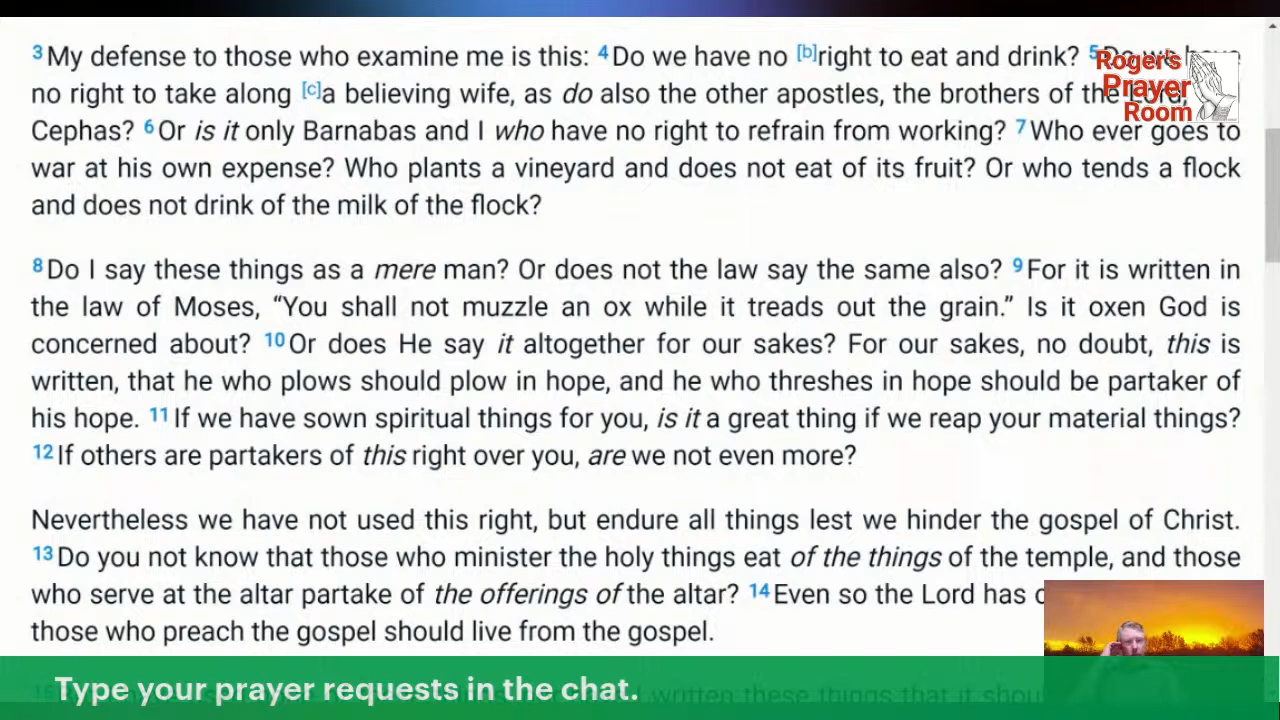 3 My defense to those who examine me is this: 4 Do we have no [b]right to eat and drink? 5 Do we have
no right to take along [c]a believing wife, as do also the other apostles, the brothers of the Lord,
Cephas? 6 Or is it only Barnabas and I who have no right to refrain from working? 7 Who ever goes to
war at his own expense? Who plants a vineyard and does not eat of its fruit? Or who tends a flock
and does not drink of the milk of the flock?
8 Do I say these things as a mere man? Or does not the law say the same also? 9 For it is written in
the law of Moses, “You shall not muzzle an ox while it treads out the grain.” Is it oxen God is
concerned about? 10 Or does He say it altogether for our sakes? For our sakes, no doubt, this is
written, that he who plows should plow in hope, and he who threshes in hope should be partaker of
his hope. 11 If we have sown spiritual things for you, is it a great thing if we reap your material things?
12 If others are partakers of this right over you, are we not even more?
Nevertheless we have not used this right, but endure all things lest we hinder the gospel of Christ.
13 Do you not know that those who minister the holy things eat of the things of the temple, and those
who serve at the altar partake of the offerings of the altar? 14 Even so the Lord has
those who preach the gospel should live from the gospel.
written these things that it
Roger's
Prayer
Room
Type your prayer requests in the chat.